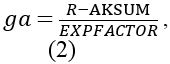 ga = R−AKSUM / EXPFACTOR ,
(2)